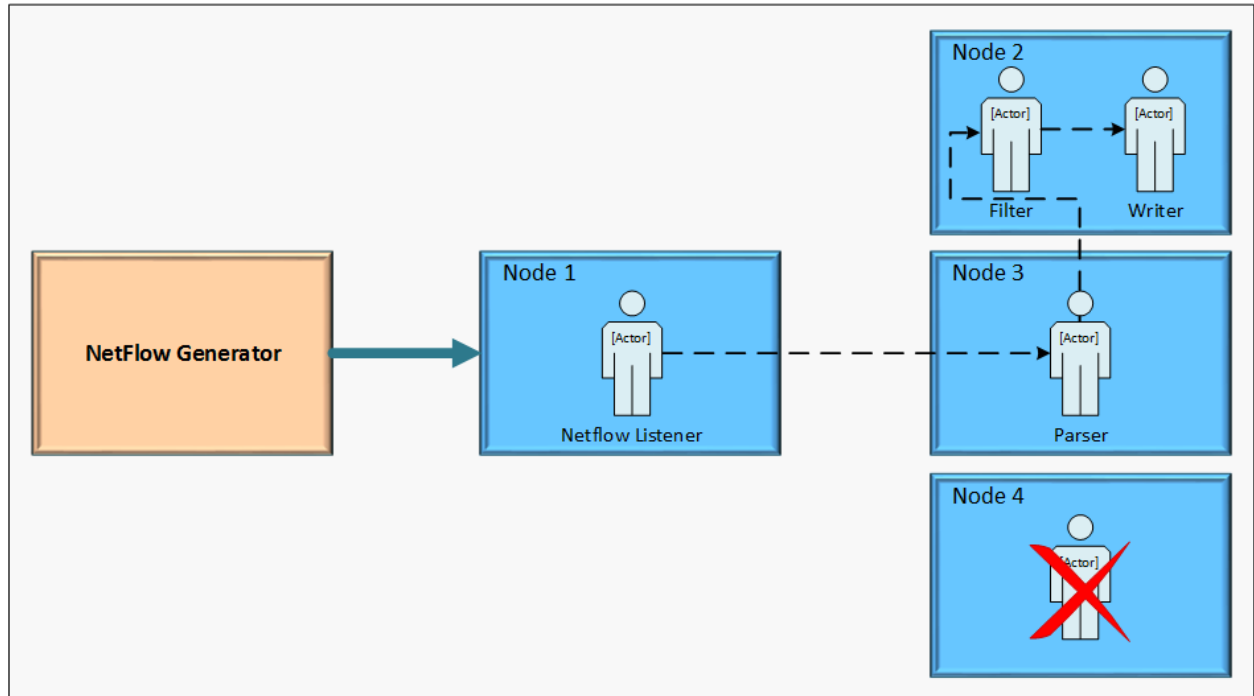 Node 2
[Actor]
[Actor]
Filter
Writer
NetFlow Generator
Node 1
[Actor]
Netflow Listener
Node 3
[Actor]
Parser
Node 4
[Actor]